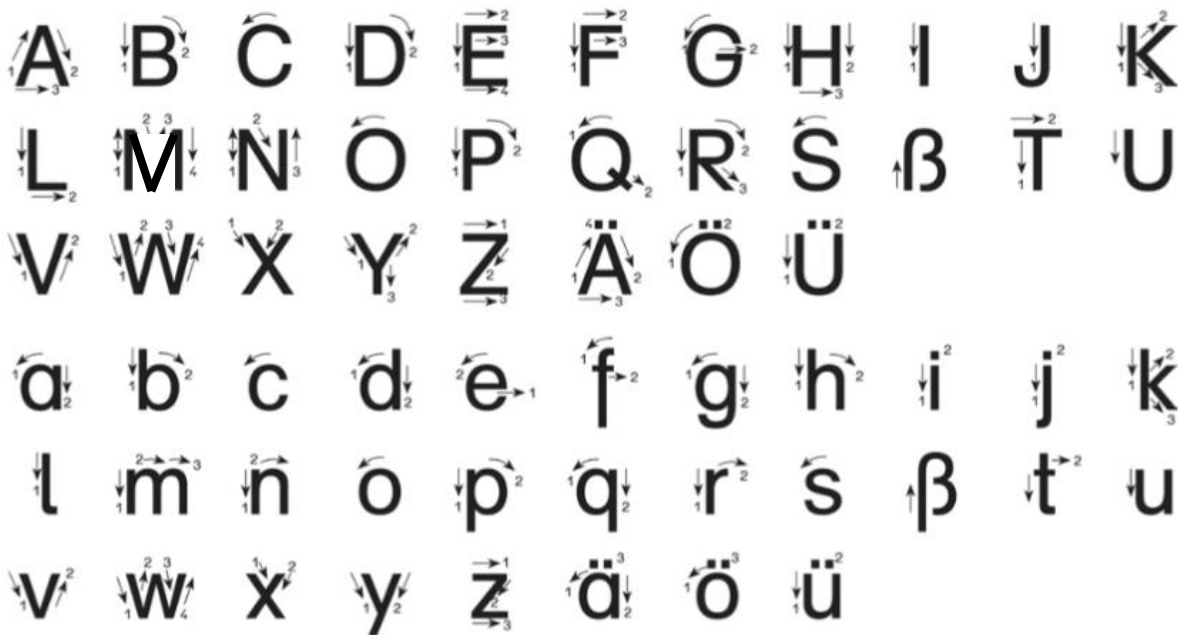 A B C D E F G H I J K
L M N O P Q R S ß T U
V W X Y Z Ä Ö Ü
a b c d e f g h i j k
l m n o p q r s ß t u
v w x y z ä ö ü